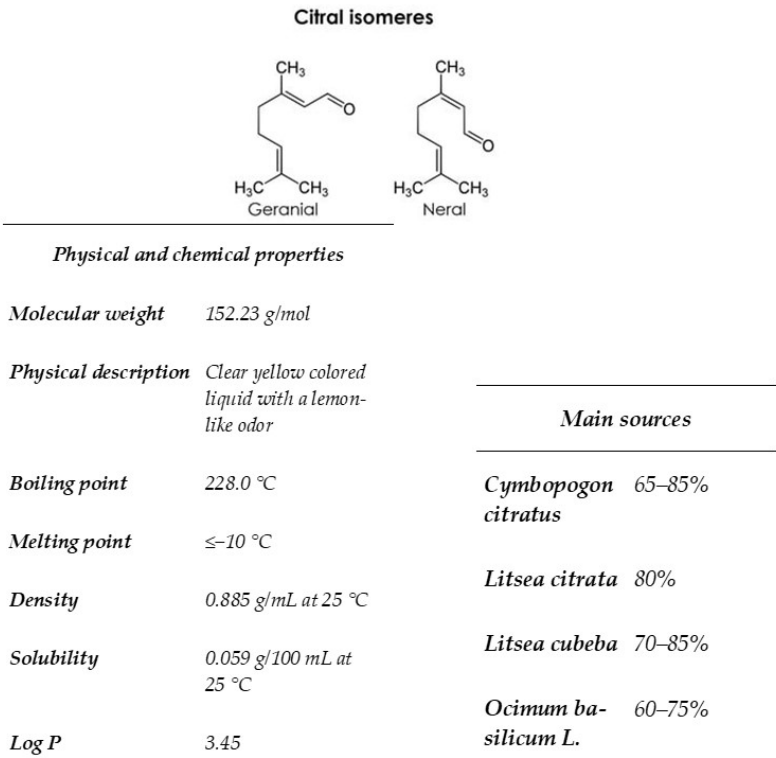 Citral isomeres
CH₃
O
H₃C CH₃
Geranial
CH₃
O
H₃C CH₃
Neral
Physical and chemical properties
Molecular weight 152.23 g/mol
Physical description Clear yellow colored
liquid with a lemon-
like odor
Boiling point 228.0 °C
Melting point ≤–10 °C
Density 0.885 g/mL at 25 °C
Solubility 0.059 g/100 mL at
25 °C
Log P 3.45
Main sources
Cymbopogon 65–85%
citratus
Litsea citrata 80%
Litsea cubeba 70–85%
Ocimum ba- 60–75%
silicum L.